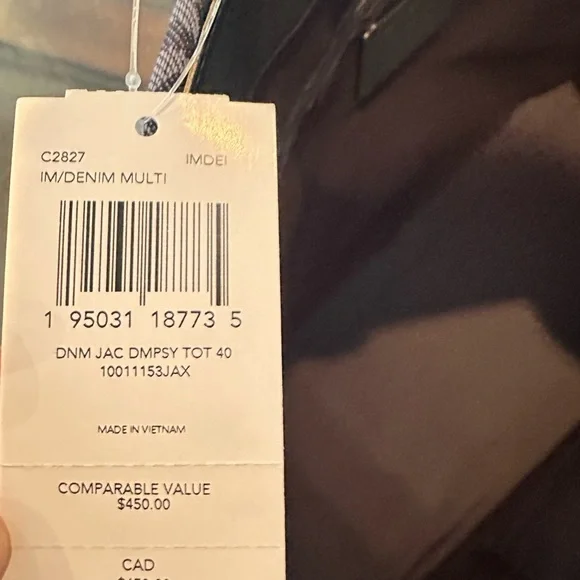 C2827 IMDEI
IM/DENIM MULTI
1 95031 18773 5
DNM JAC DMPSY TOT 40
10011153JAX
MADE IN VIETNAM
COMPARABLE VALUE
$450.00
CAD